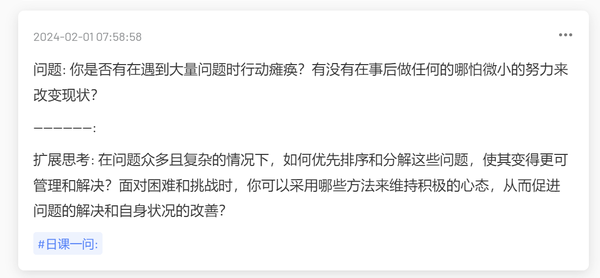 2024-02-01 07:58:58
问题: 你是否有在遇到大量问题时行动瘫痪？有没有在事后做任何的哪怕微小的努力来
改变现状？
——————:
扩展思考: 在问题众多且复杂的情况下，如何优先排序和分解这些问题，使其变得更可
管理和解决？面对困难和挑战时，你可以采用哪些方法来维持积极的心态，从而促进
问题的解决和自身状况的改善？
#日课一问: